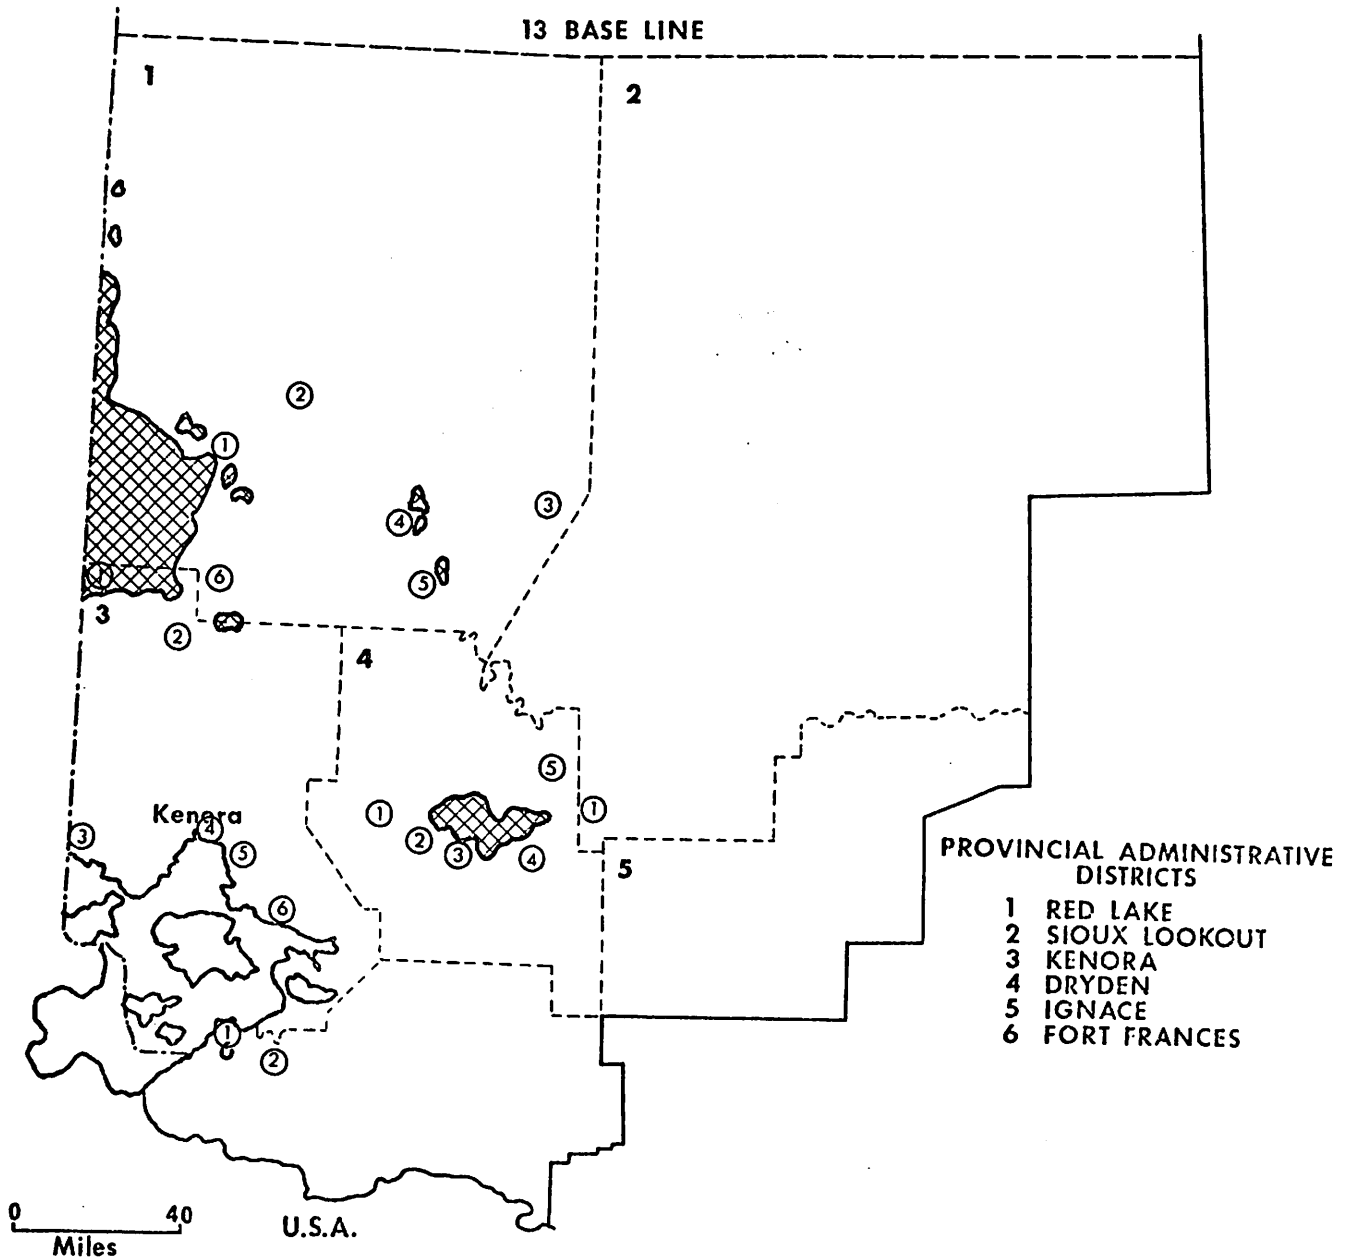 13 BASE LINE
1
2
2
1
3
4
5
1
6
3
2
4
5
1
1
Kenora
3
4
5
2
3
4
5
6
1
2
PROVINCIAL ADMINISTRATIVE
DISTRICTS
1 RED LAKE
2 SIOUX LOOKOUT
3 KENORA
4 DRYDEN
5 IGNACE
6 FORT FRANCES
0 40
Miles
U.S.A.